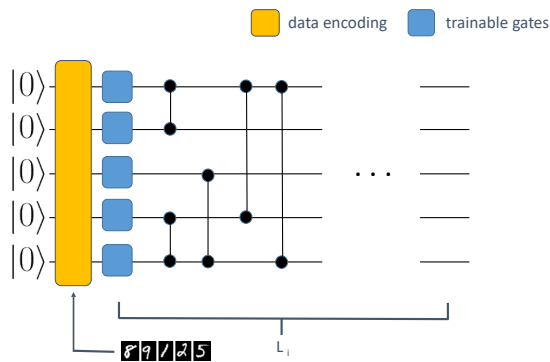 data encoding trainable gates
|0⟩
|0⟩
|0⟩
. . .
|0⟩
|0⟩
L i
8 9 1 2 5